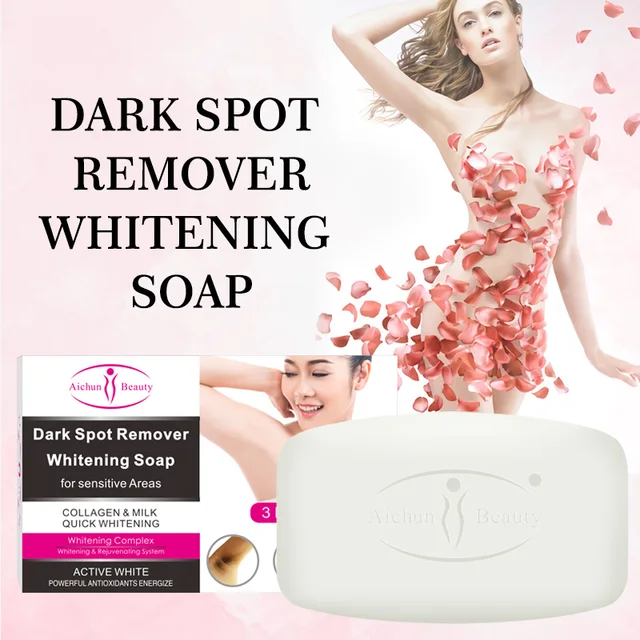 DARK SPOT
REMOVER
WHITENING
SOAP
Aichun Beauty
Dark Spot Remover
Whitening Soap
for sensitive Areas
COLLAGEN & MILK
QUICK WHITENING
Whitening Complex
Whitening & Rejuvenating System
ACTIVE WHITE
POWERFUL ANTIOXIDANTS ENERGIZE
3
Aichun Beauty